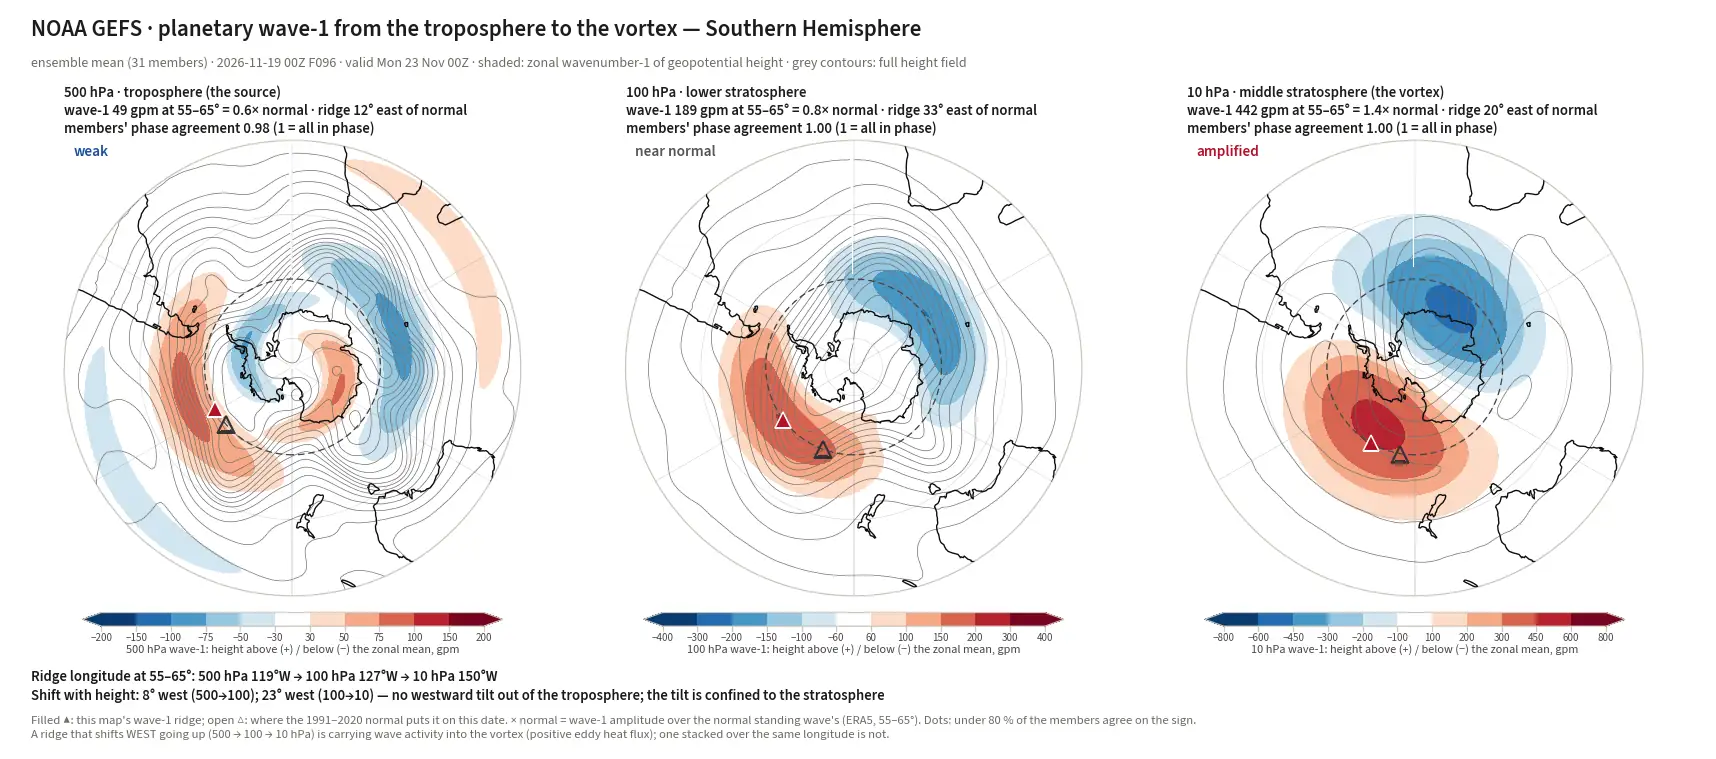 NOAA GEFS · planetary wave-1 from the troposphere to the vortex — Southern Hemisphere
ensemble mean (31 members) · 2026-11-19 00Z F096 · valid Mon 23 Nov 00Z · shaded: zonal wavenumber-1 of geopotential height · grey contours: full height field
500 hPa · troposphere (the source)
wave-1 49 gpm at 55–65° = 0.6× normal · ridge 12° east of normal
members' phase agreement 0.98 (1 = all in phase)
weak
100 hPa · lower stratosphere
wave-1 189 gpm at 55–65° = 0.8× normal · ridge 33° east of normal
members' phase agreement 1.00 (1 = all in phase)
near normal
10 hPa · middle stratosphere (the vortex)
wave-1 442 gpm at 55–65° = 1.4× normal · ridge 20° east of normal
members' phase agreement 1.00 (1 = all in phase)
amplified
−200 −150 −100 −75 −50 −30 30 50 75 100 150 200
500 hPa wave-1: height above (+) / below (−) the zonal mean, gpm
−400 −300 −200 −150 −100 −60 60 100 150 200 300 400
100 hPa wave-1: height above (+) / below (−) the zonal mean, gpm
−800 −600 −450 −300 −200 −100 100 200 300 450 600 800
10 hPa wave-1: height above (+) / below (−) the zonal mean, gpm
Ridge longitude at 55–65°: 500 hPa 119°W → 100 hPa 127°W → 10 hPa 150°W
Shift with height: 8° west (500→100); 23° west (100→10) — no westward tilt out of the troposphere; the tilt is confined to the stratosphere
Filled ▲: this map's wave-1 ridge; open △: where the 1991–2020 normal puts it on this date. × normal = wave-1 amplitude over the normal standing wave's (ERA5, 55–65°). Dots: under 80 % of the members agree on the sign.
A ridge that shifts WEST going up (500 → 100 → 10 hPa) is carrying wave activity into the vortex (positive eddy heat flux); one stacked over the same longitude is not.